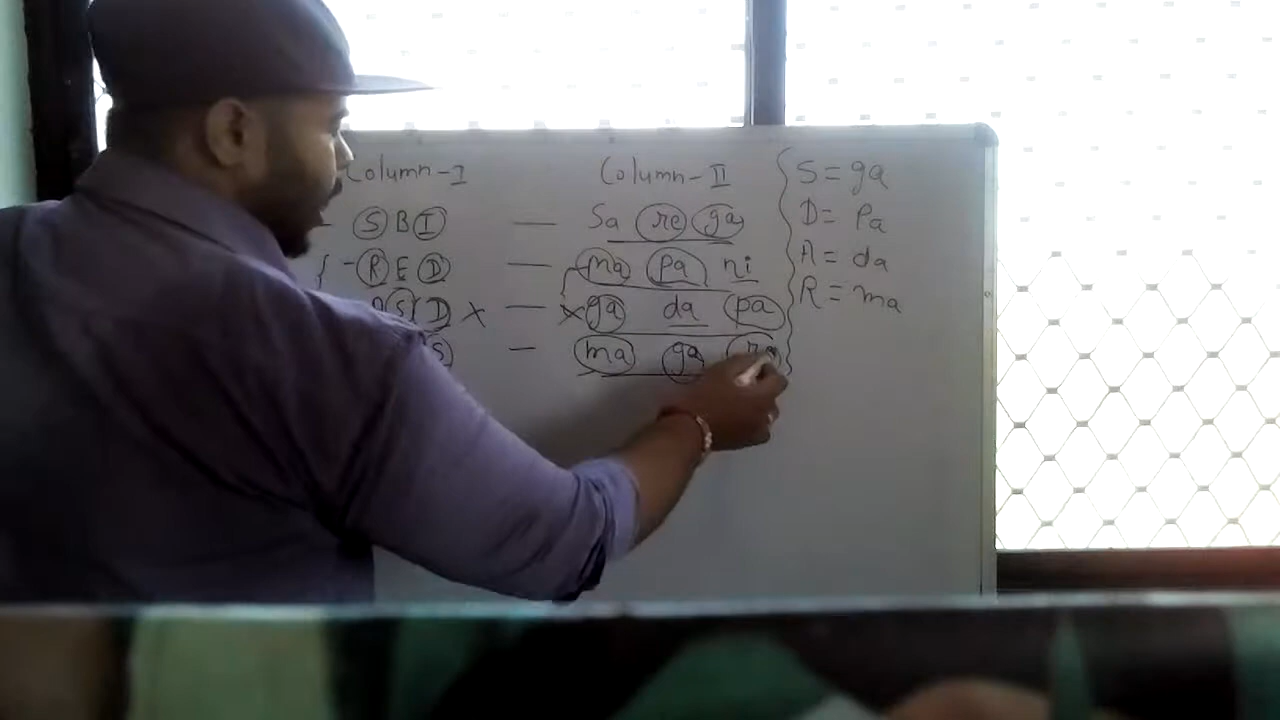 Column-I Column-II
S B I — Sa re ga
- R E D — ma pa ni
S D X — X ga da pa
S — ma ga
S = ga
D = Pa
A = da
R = ma